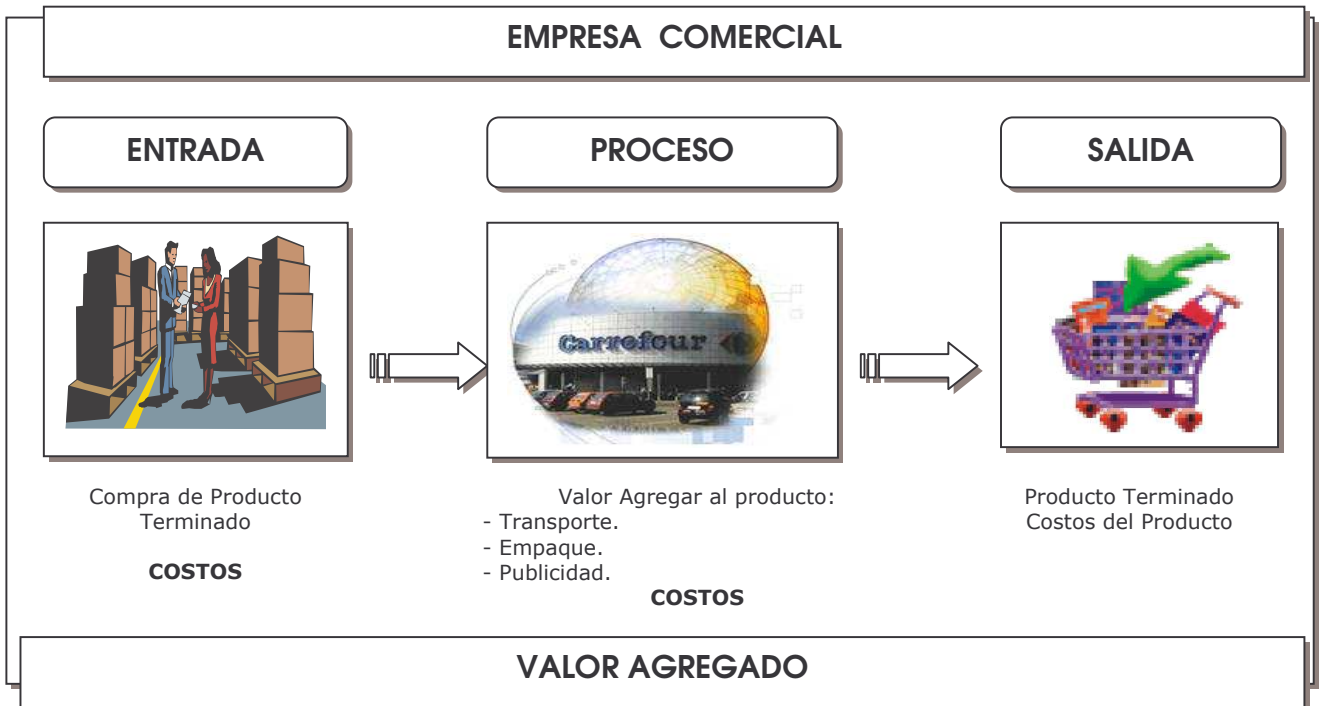 EMPRESA COMERCIAL
ENTRADA
PROCESO
SALIDA
Carrefour
Compra de Producto
Terminado
COSTOS
Valor Agregar al producto:
- Transporte.
- Empaque.
- Publicidad.
COSTOS
Producto Terminado
Costos del Producto
VALOR AGREGADO